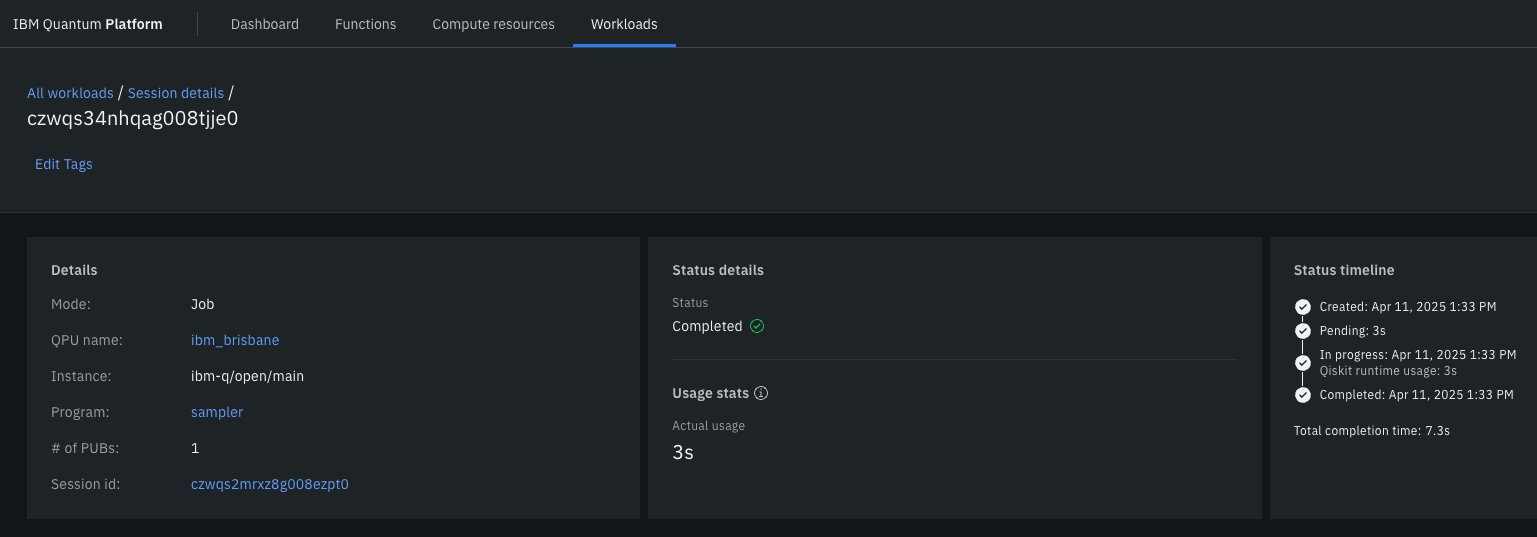 IBM Quantum Platform Dashboard Functions Compute resources Workloads
All workloads / Session details /
czwqs34nhqag008tjje0
Edit Tags
Details
Mode: Job
QPU name: ibm_brisbane
Instance: ibm-q/open/main
Program: sampler
# of PUBs: 1
Session id: czwqs2mrxz8g008ezpt0
Status details
Status
Completed
Usage stats
Actual usage
3s
Status timeline
Created: Apr 11, 2025 1:33 PM
Pending: 3s
In progress: Apr 11, 2025 1:33 PM
Qiskit runtime usage: 3s
Completed: Apr 11, 2025 1:33 PM
Total completion time: 7.3s